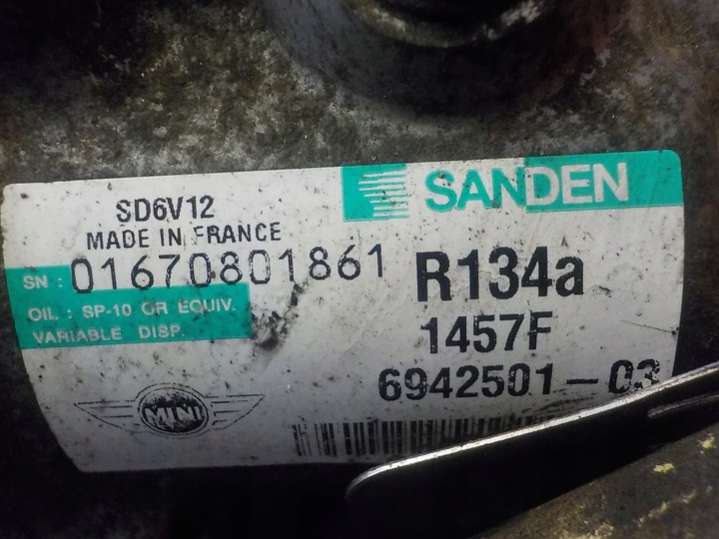 SANDEN
SD6V12
MADE IN FRANCE
SN : 01670801861
R134a
OIL : SP-10 OR EQUIV.
VARIABLE DISP.
1457F
6942501-03
MINI